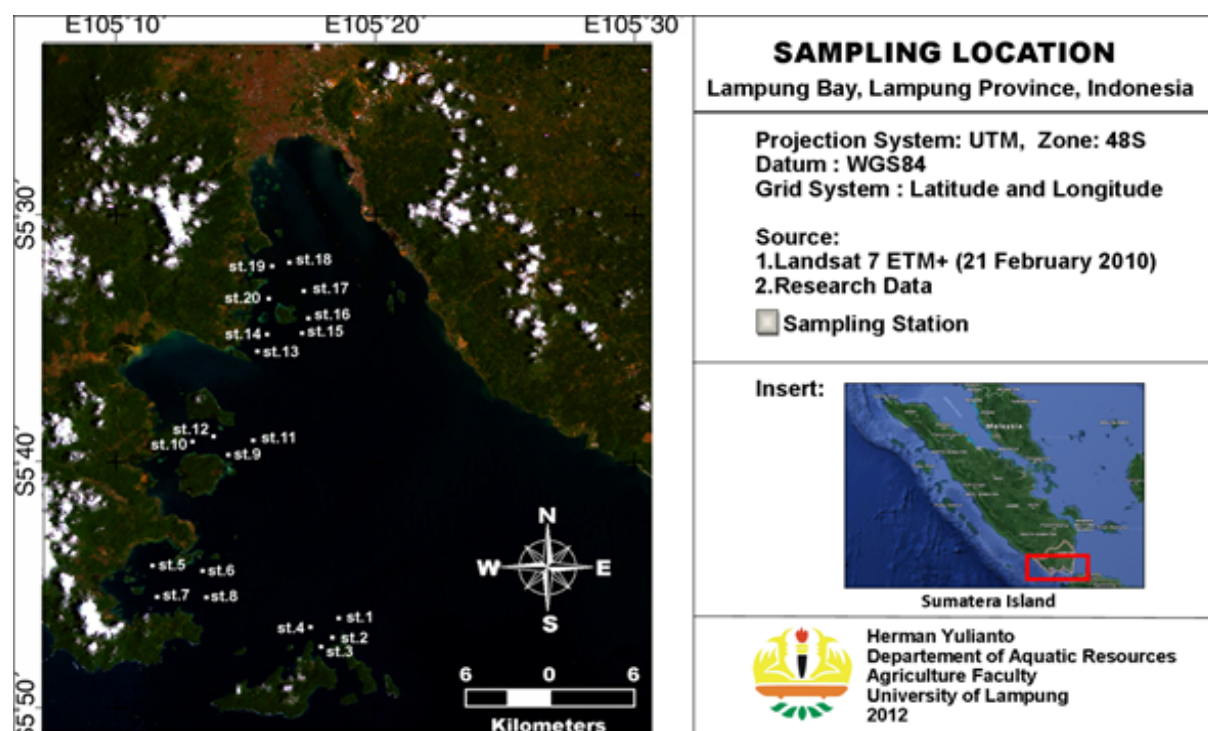 E105°10' E105°20' E105°30'
S5°30'
S5°40'
S5°50'
st.19
st.18
st.20
st.17
st.16
st.14
st.15
st.13
st.12
st.10
st.11
st.9
st.5
st.6
st.7
st.8
st.4
st.1
st.2
st.3
N
W E
S
6 0 6
Kilometers
SAMPLING LOCATION
Lampung Bay, Lampung Province, Indonesia
Projection System: UTM, Zone: 48S
Datum : WGS84
Grid System : Latitude and Longitude
Source:
1.Landsat 7 ETM+ (21 February 2010)
2.Research Data
Sampling Station
Insert:
Malaysia
Sumatera Island
Herman Yulianto
Departement of Aquatic Resources
Agriculture Faculty
University of Lampung
2012